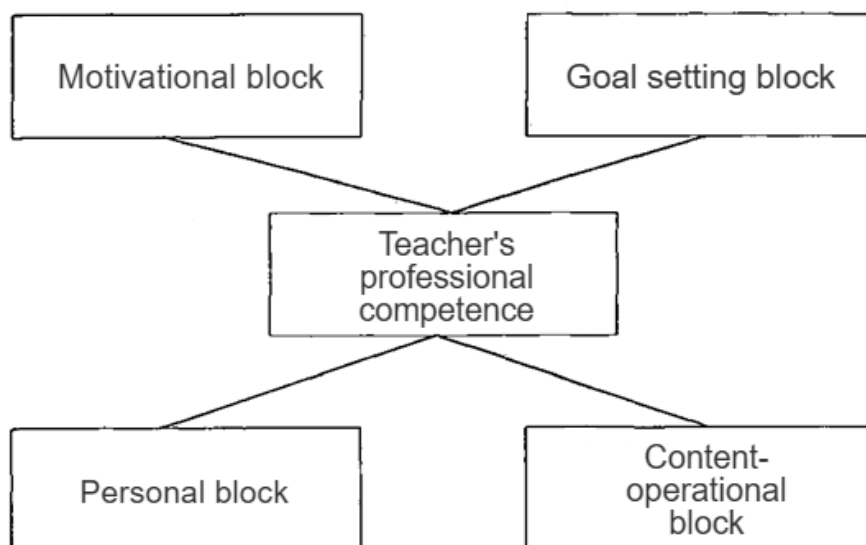 Motivational block
Goal setting block
Teacher's
professional
competence
Personal block
Content-
operational
block